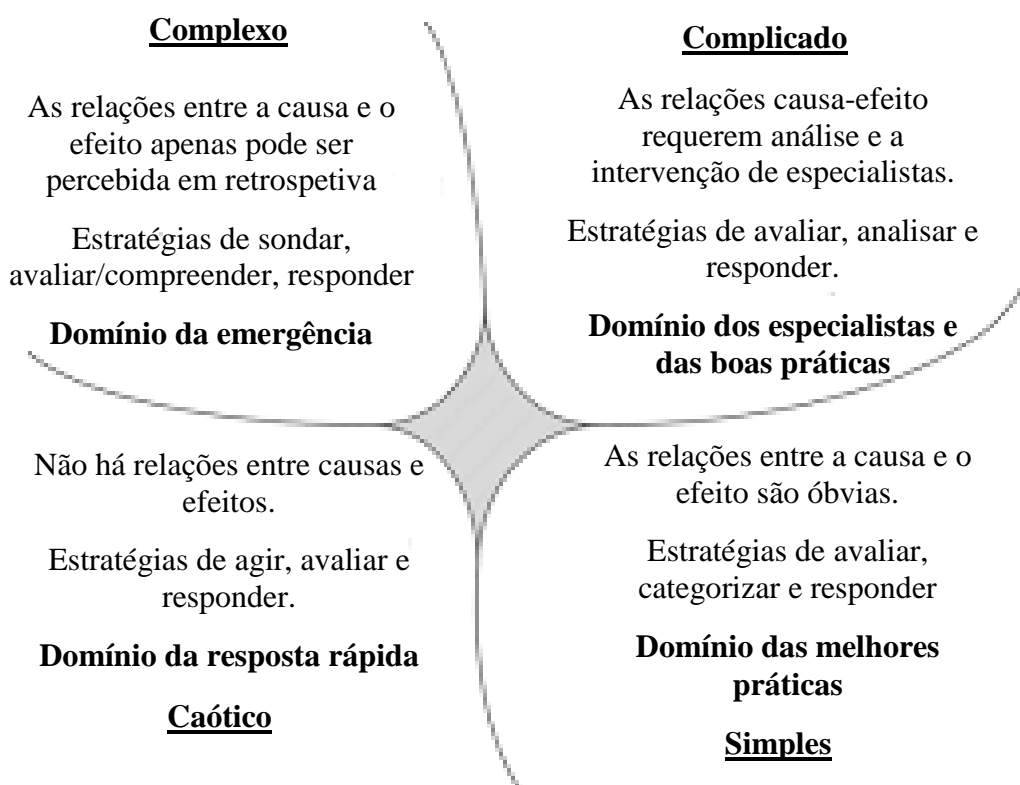 Complexo
As relações entre a causa e o
efeito apenas pode ser
percebida em retrospetiva
Estratégias de sondar,
avaliar/compreender, responder
Domínio da emergência
Complicado
As relações causa-efeito
requerem análise e a
intervenção de especialistas.
Estratégias de avaliar, analisar e
responder.
Domínio dos especialistas e
das boas práticas
Não há relações entre causas e
efeitos.
Estratégias de agir, avaliar e
responder.
Domínio da resposta rápida
Caótico
As relações entre a causa e o
efeito são óbvias.
Estratégias de avaliar,
categorizar e responder
Domínio das melhores
práticas
Simples